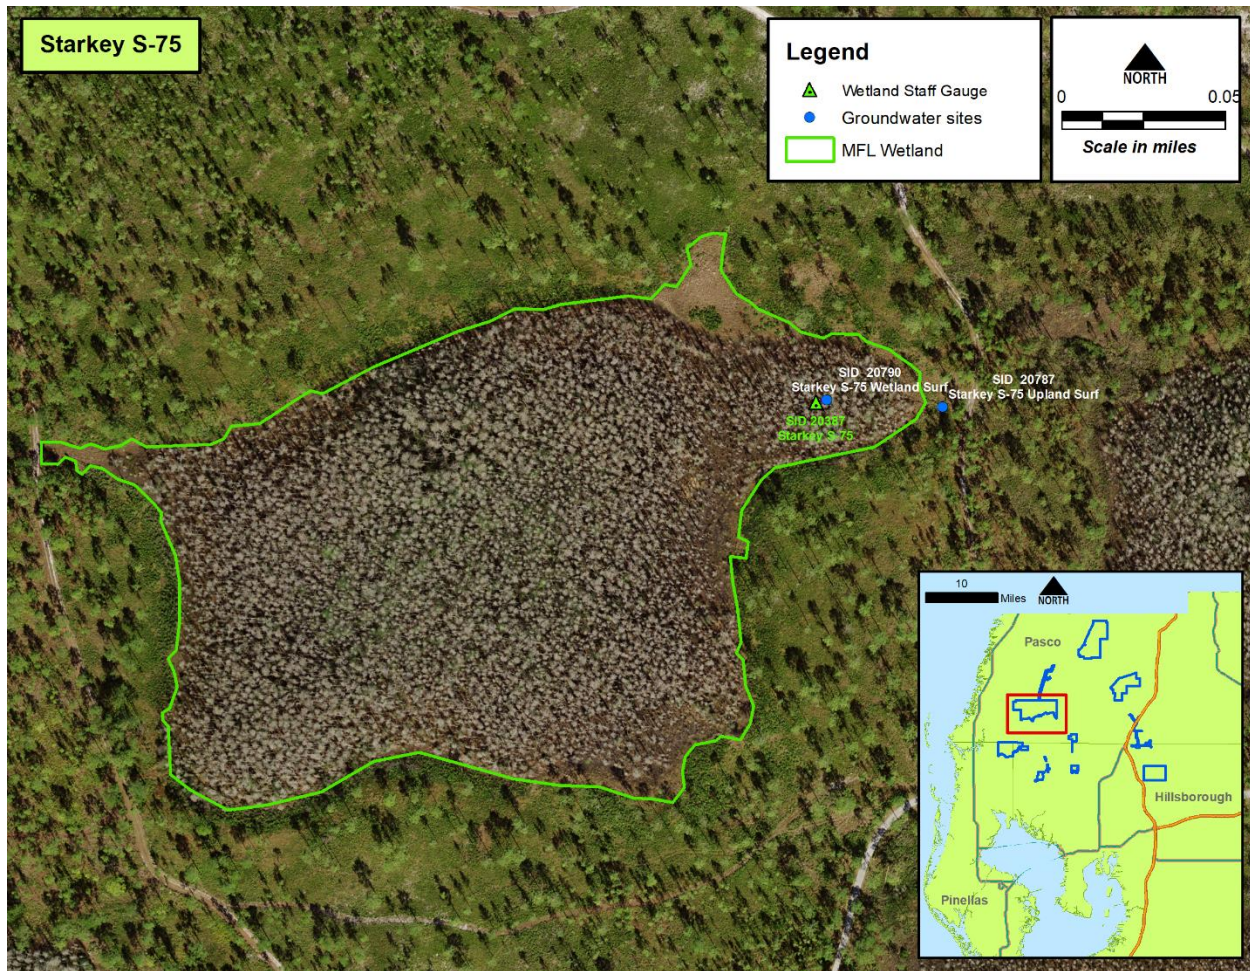 Starkey S-75
Legend
Wetland Staff Gauge
Groundwater sites
MFL Wetland
NORTH
0 0.05
Scale in miles
SID 20790
Starkey S-75 Wetland Surf
SID 20787
Starkey S-75 Upland Surf
SID 20387
Starkey S-75
10
Miles
NORTH
Pasco
Hillsborough
Pinellas